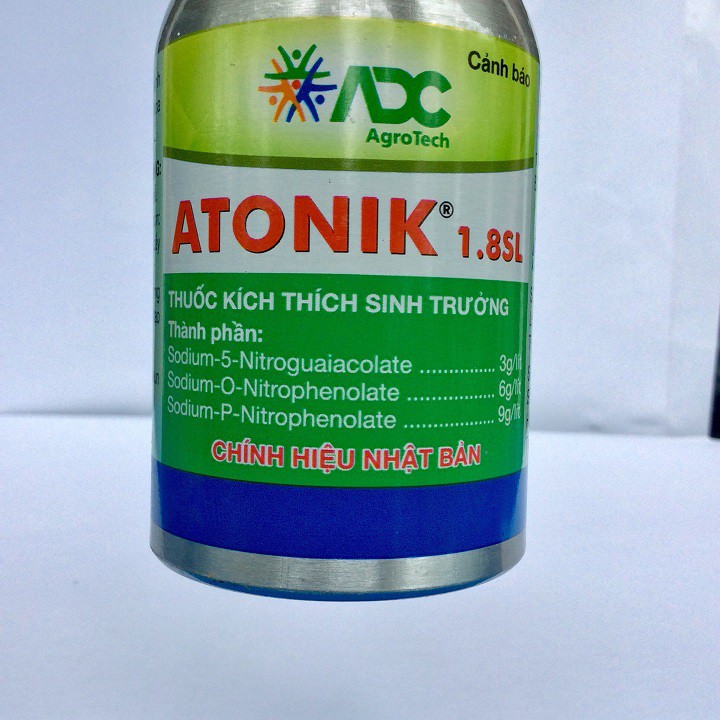 Cảnh báo
ADC
AgroTech
ATONIK® 1.8SL
THUỐC KÍCH THÍCH SINH TRƯỞNG
Thành phần:
Sodium-5-Nitroguaiacolate ............... 3g/lít
Sodium-O-Nitrophenolate ................. 6g/lít
Sodium-P-Nitrophenolate .................. 9g/lít
CHÍNH HIỆU NHẬT BẢN